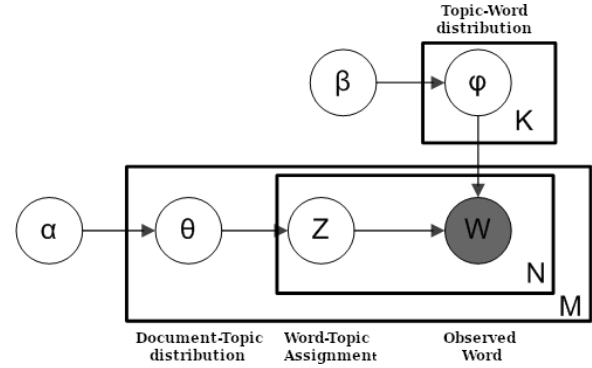 Topic-Word
distribution
β
φ
K
α
θ
Z
W
N
M
Document-Topic
distribution
Word-Topic
Assignment
Observed
Word